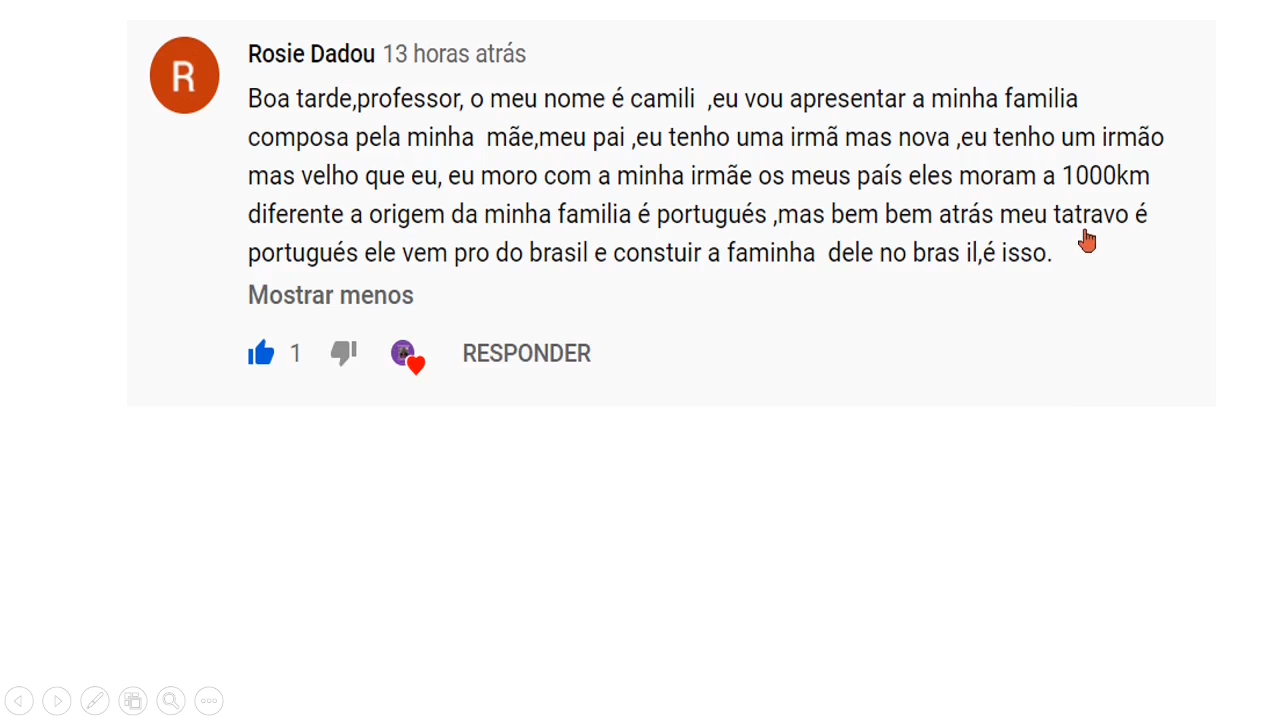 R
Rosie Dadou 13 horas atrás
Boa tarde,professor, o meu nome é camili ,eu vou apresentar a minha familia
composa pela minha mãe,meu pai ,eu tenho uma irmã mas nova ,eu tenho um irmão
mas velho que eu, eu moro com a minha irmãe os meus país eles moram a 1000km
diferente a origem da minha familia é portugués ,mas bem bem atrás meu tatravo é
portugués ele vem pro do brasil e constuir a faminha dele no bras il,é isso.
Mostrar menos
1 RESPONDER